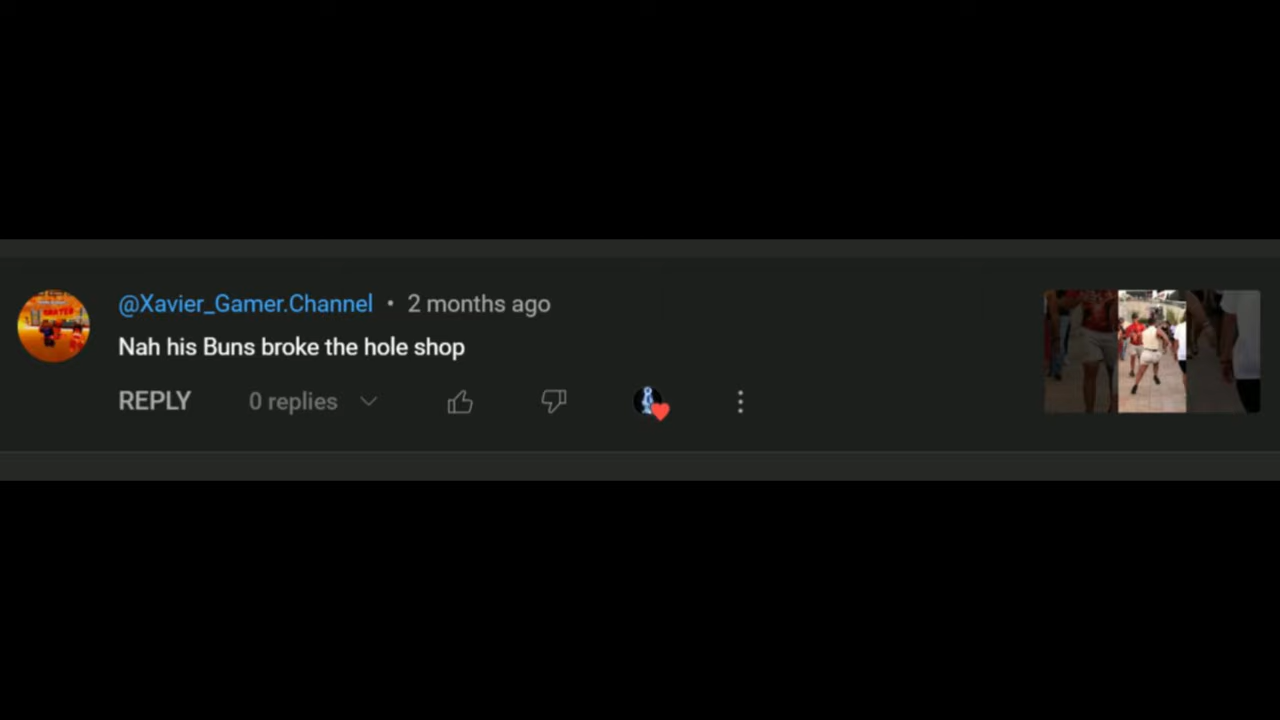 @Xavier_Gamer.Channel • 2 months ago
Nah his Buns broke the hole shop
REPLY 0 replies